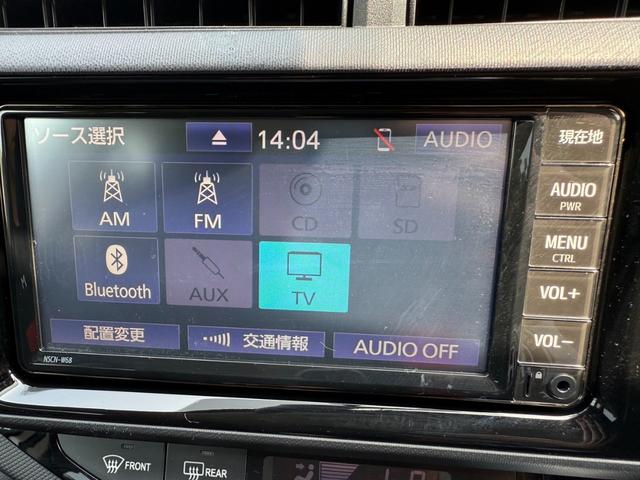 ソース選択 14:04 AUDIO
AM FM CD SD
Bluetooth AUX TV
配置変更 交通情報 AUDIO OFF
NSCN-W68
現在地
AUDIO
PWR
MENU
CTRL
VOL+
VOL−
FRONT REAR